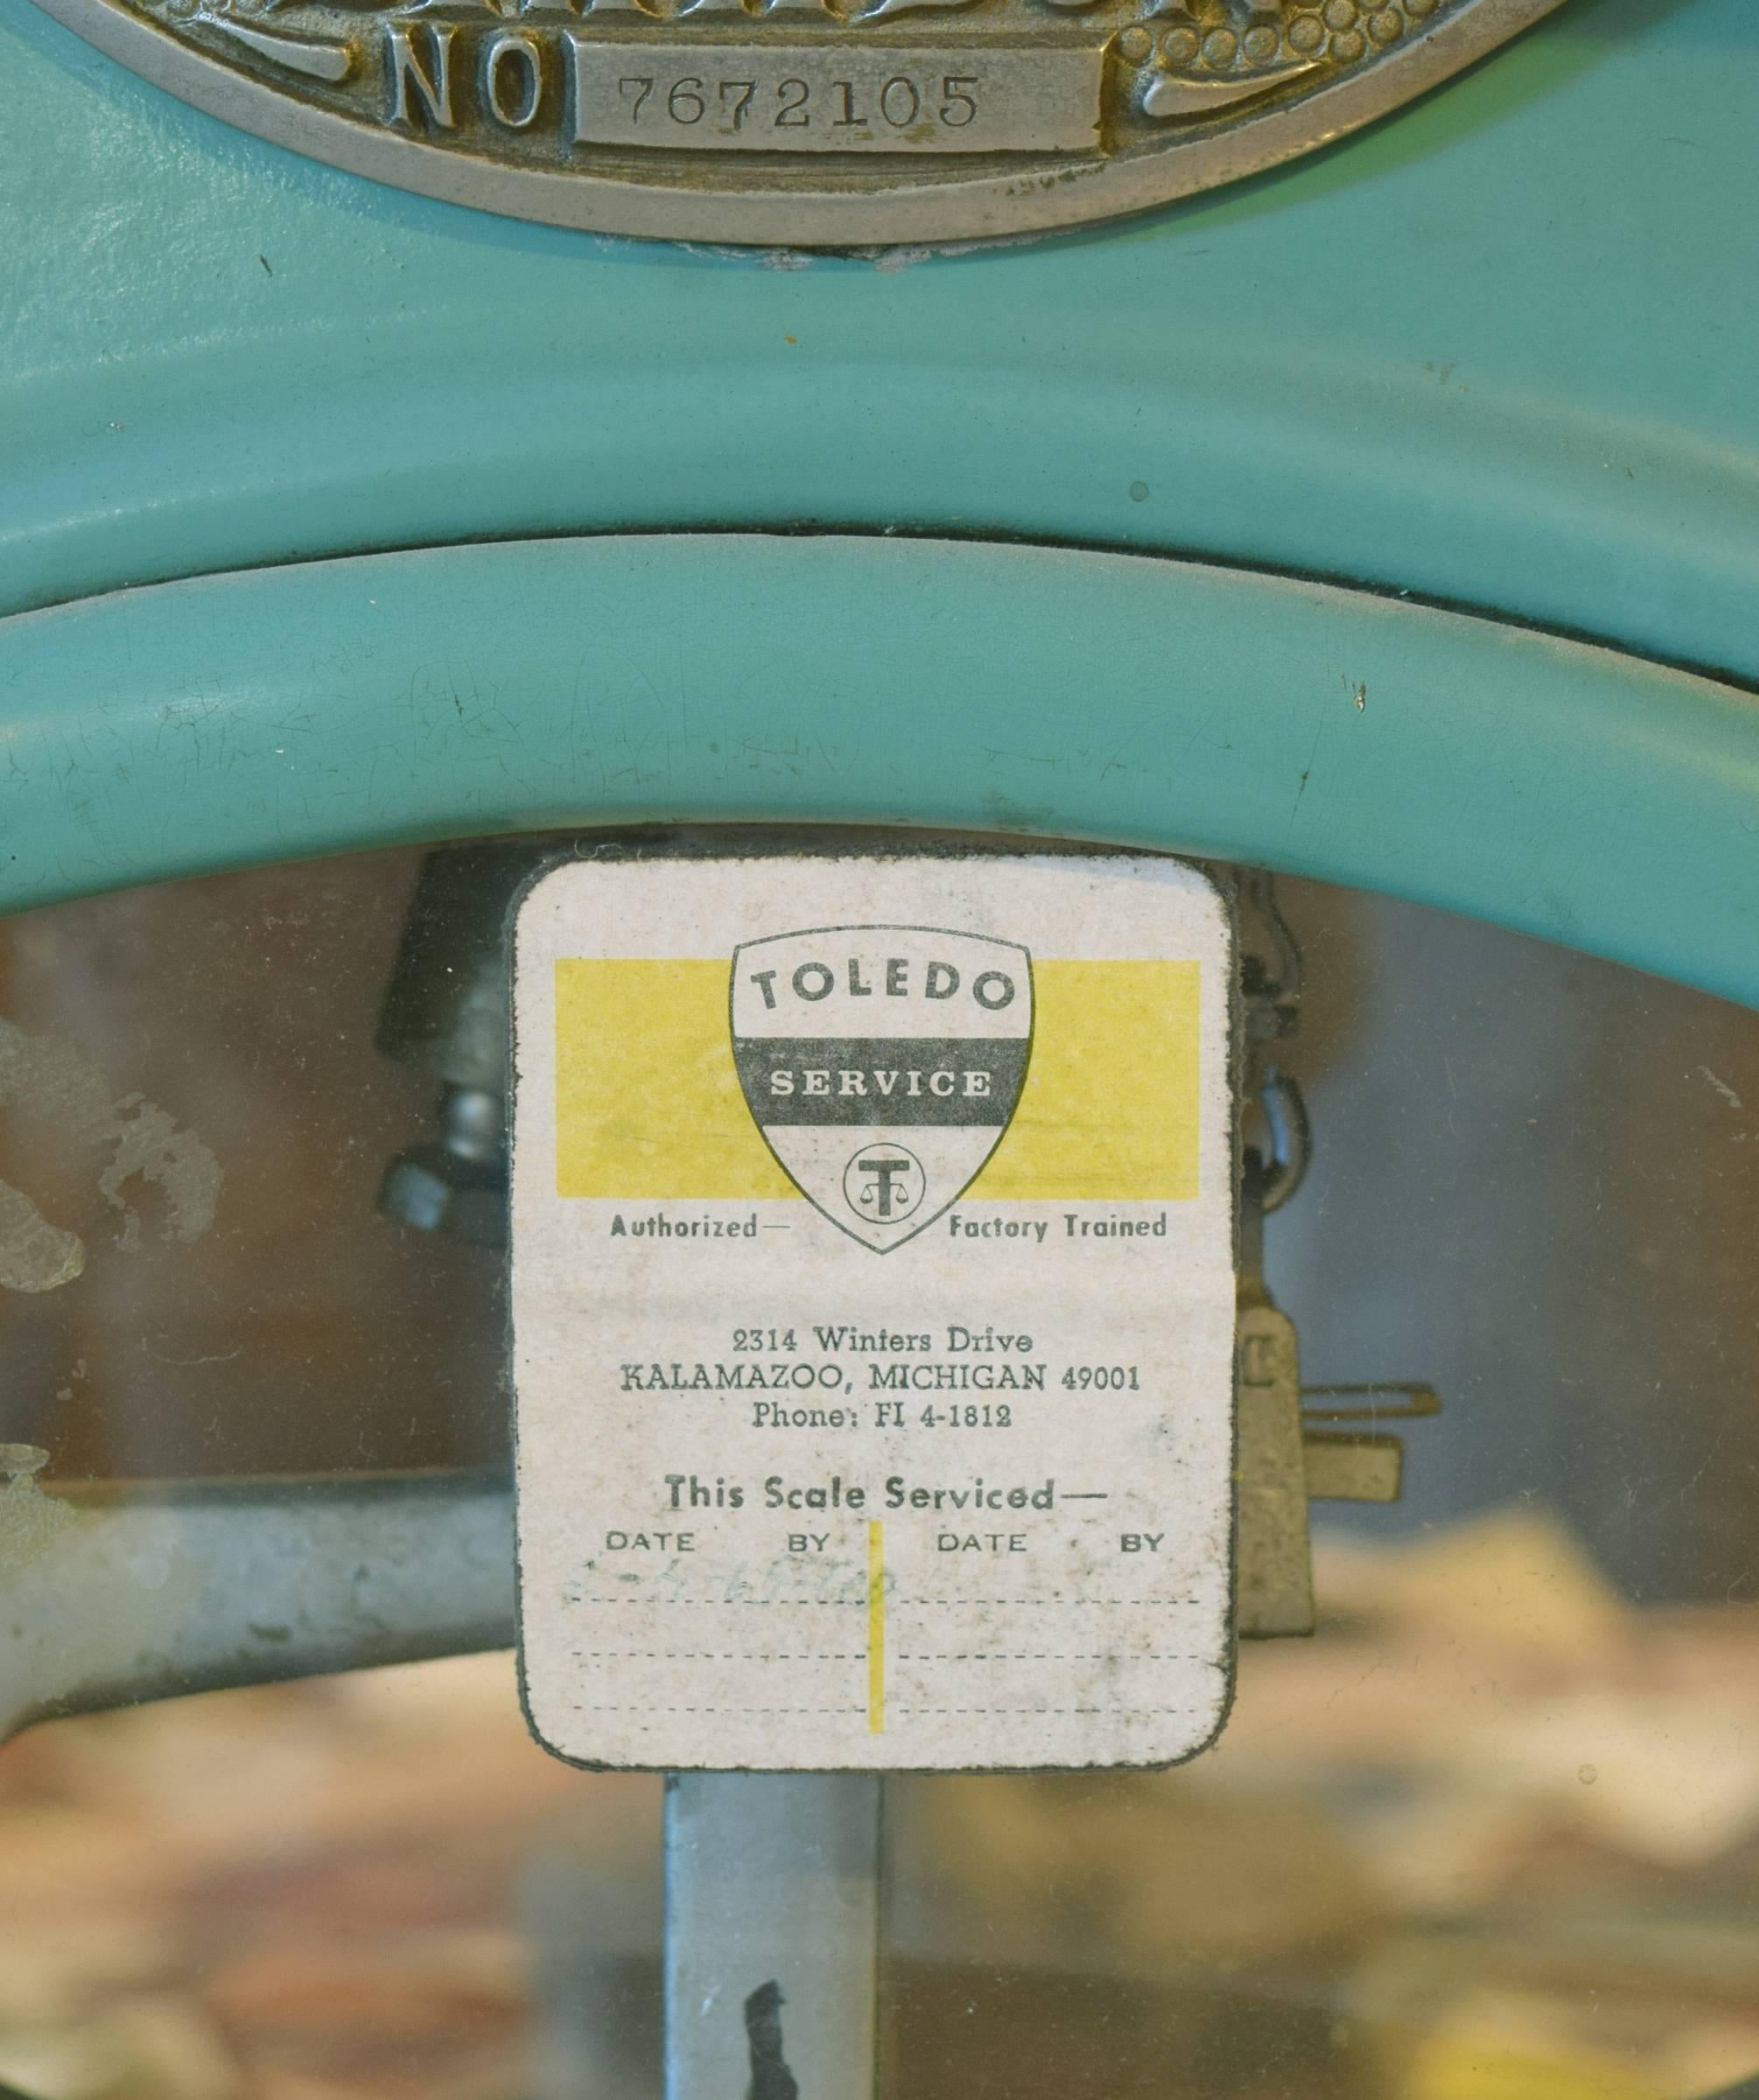 NO 7672105
TOLEDO
SERVICE
T
Authorized— Factory Trained
2314 Winters Drive
KALAMAZOO, MICHIGAN 49001
Phone: FI 4-1812
This Scale Serviced—
DATE BY DATE BY